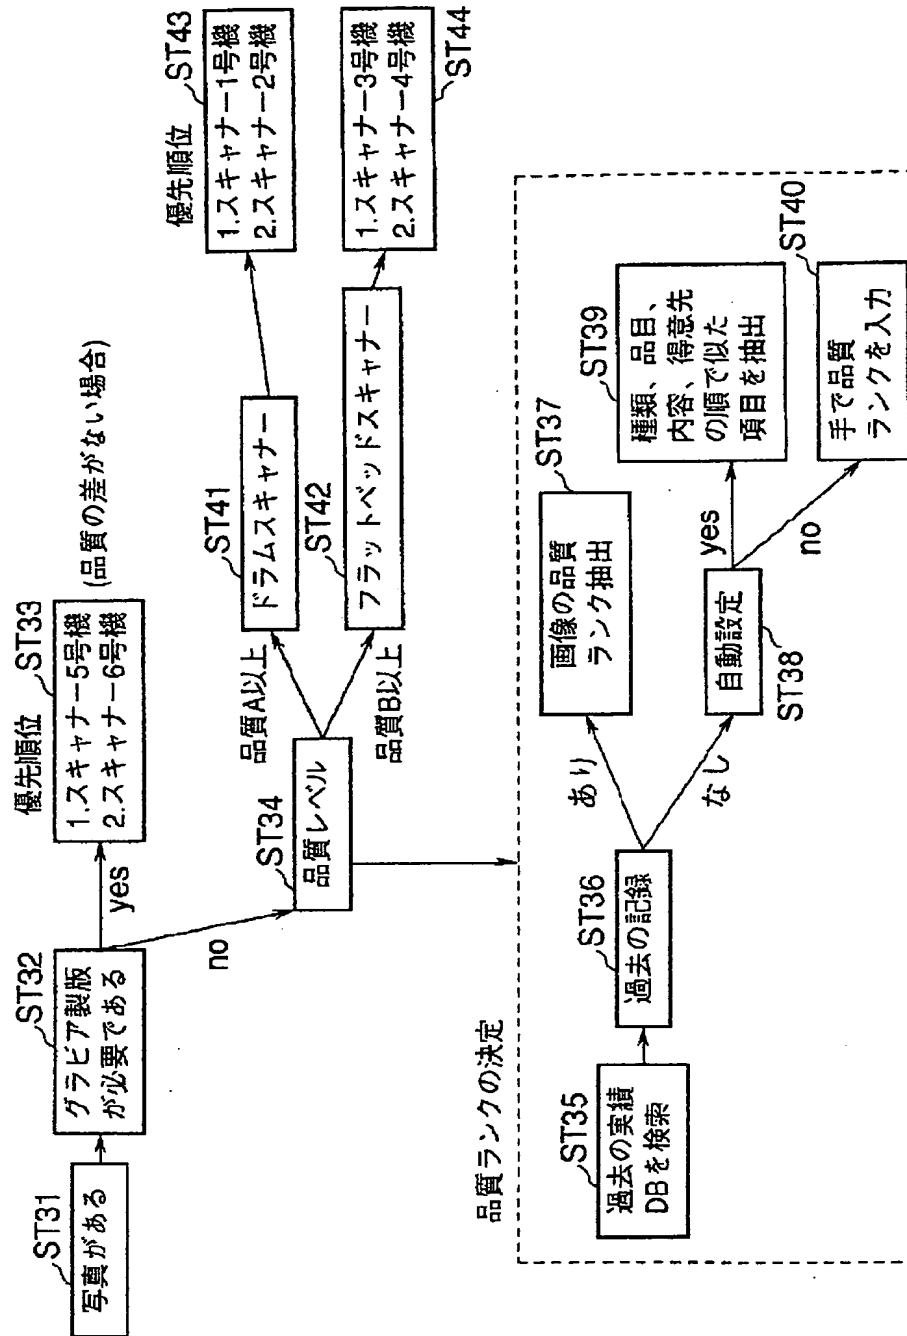 ST31
写真がある
ST32
グラビア製版
が必要である
yes
no
優先順位
ST33
1.スキャナー5号機
2.スキャナー6号機
(品質の差がない場合)
ST34
品質レベル
品質A以上
品質B以上
ST41
ドラムスキャナー
ST42
フラットベッドスキャナー
優先順位
ST43
1.スキャナー1号機
2.スキャナー2号機
1.スキャナー3号機
2.スキャナー4号機
ST44
品質ランクの決定
ST35
過去の実績
DBを検索
ST36
過去の記録
あり
なし
ST37
画像の品質
ランク抽出
自動設定
ST38
yes
no
ST39
種類、品目、
内容、得意先
の順で似た
項目を抽出
ST40
手で品質
ランクを入力